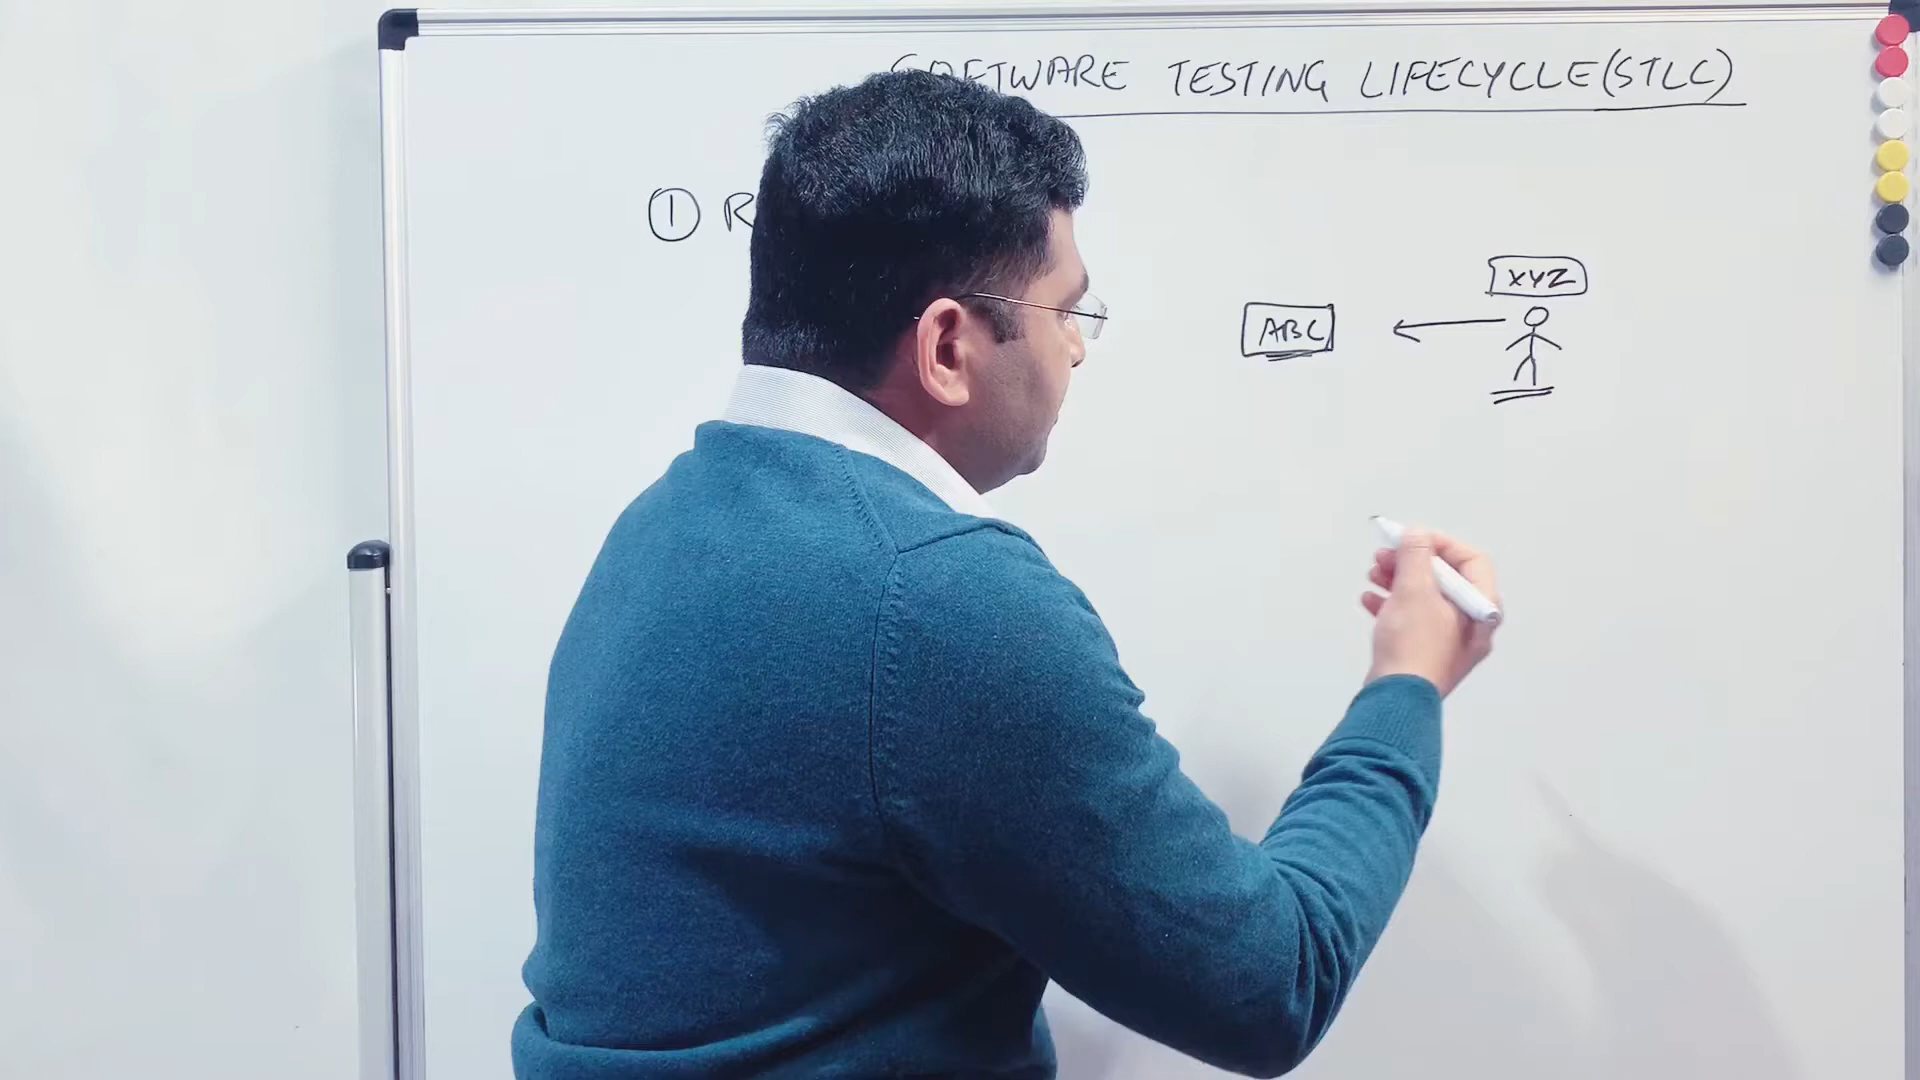 SOFTWARE TESTING LIFECYCLE (STLC)
① R
XYZ
ABC